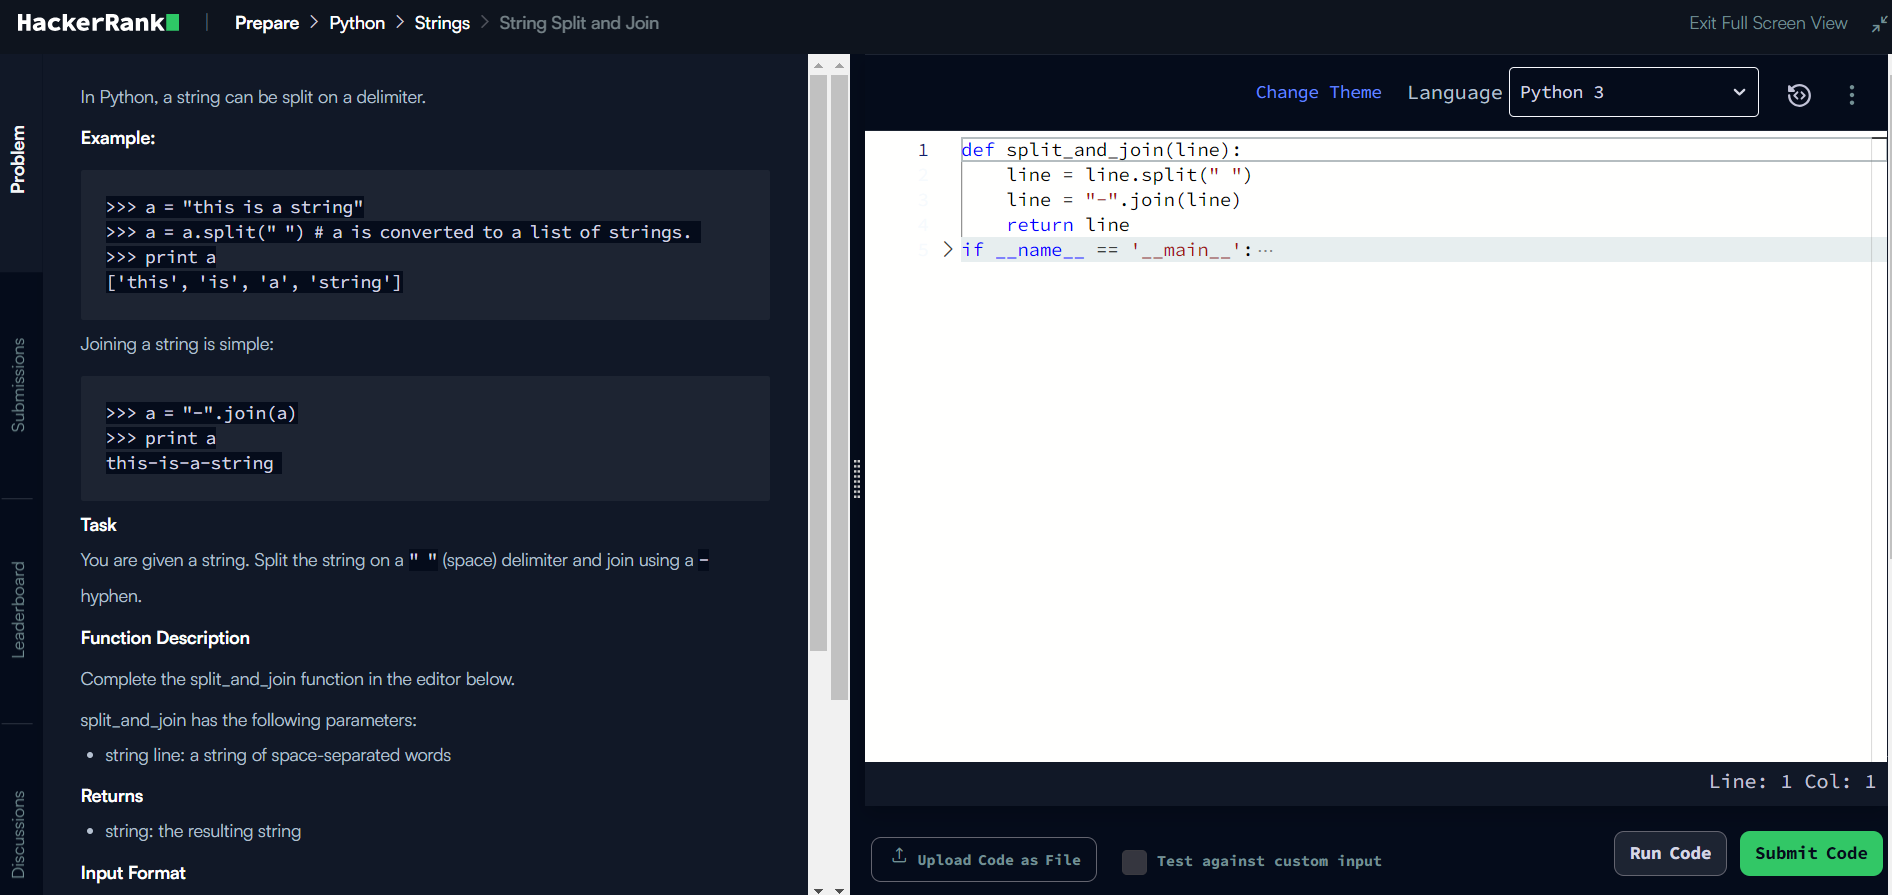 HackerRank
Prepare > Python > Strings > String Split and Join
Exit Full Screen View
Problem
Submissions
Leaderboard
Discussions
In Python, a string can be split on a delimiter.
Example:
>>> a = "this is a string"
>>> a = a.split(" ") # a is converted to a list of strings.
>>> print a
['this', 'is', 'a', 'string']
Joining a string is simple:
>>> a = "-".join(a)
>>> print a
this-is-a-string
Task
You are given a string. Split the string on a " " (space) delimiter and join using a -
hyphen.
Function Description
Complete the split_and_join function in the editor below.
split_and_join has the following parameters:
• string line: a string of space-separated words
Returns
• string: the resulting string
Input Format
Change Theme Language Python 3
1 def split_and_join(line):
2 line = line.split(" ")
3 line = "-".join(line)
4 return line
5 if __name__ == '__main__':···
Line: 1 Col: 1
Upload Code as File
Test against custom input
Run Code
Submit Code